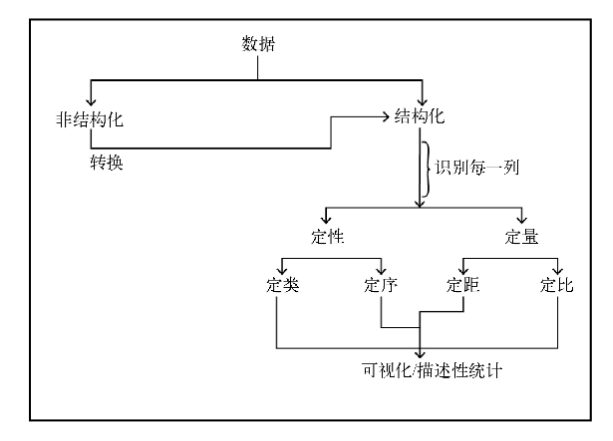 数据
非结构化
结构化
转换
识别每一列
定性
定量
定类
定序
定距
定比
可视化/描述性统计